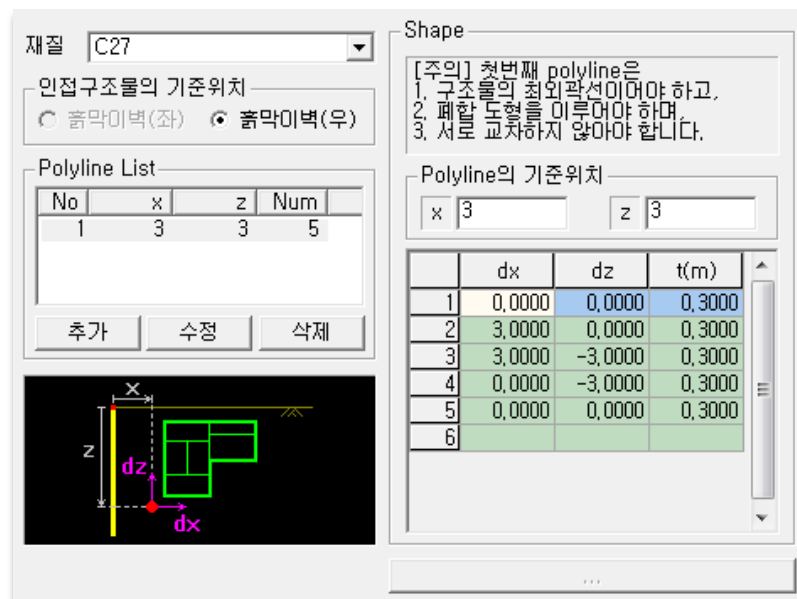 재질 C27
인접구조물의 기준위치
흙막이벽(좌) 흙막이벽(우)
Polyline List
No x z Num
1 3 3 5
추가 수정 삭제
x
z
dz
dx
Shape
[주의] 첫번째 polyline은
1. 구조물의 최외곽선이어야 하고,
2. 폐합 도형을 이루어야 하며,
3. 서로 교차하지 않아야 합니다.
Polyline의 기준위치
x 3 z 3
dx dz t(m)
1 0,0000 0,0000 0,3000
2 3,0000 0,0000 0,3000
3 3,0000 -3,0000 0,3000
4 0,0000 -3,0000 0,3000
5 0,0000 0,0000 0,3000
6
...